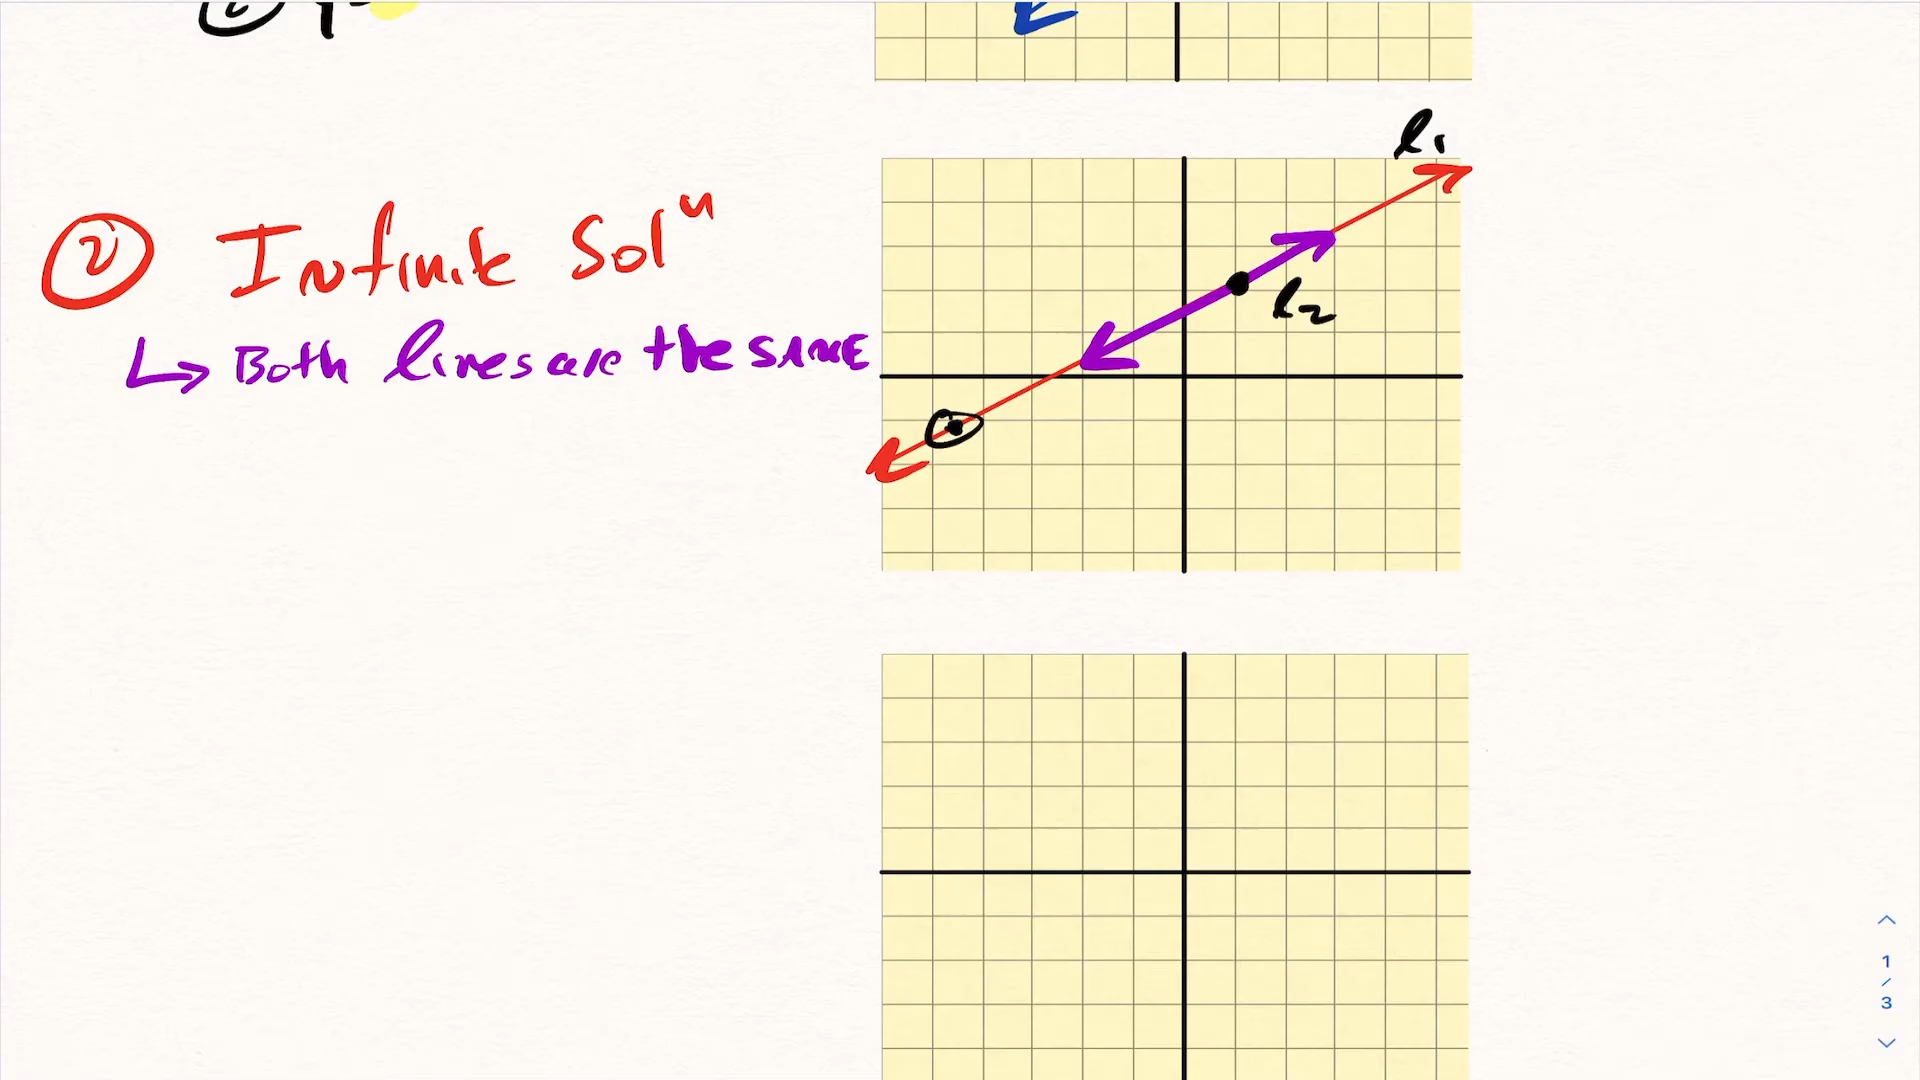 l₁
② Infinite Solⁿ
l₂
↳ Both lines are the SAME
1
/
3